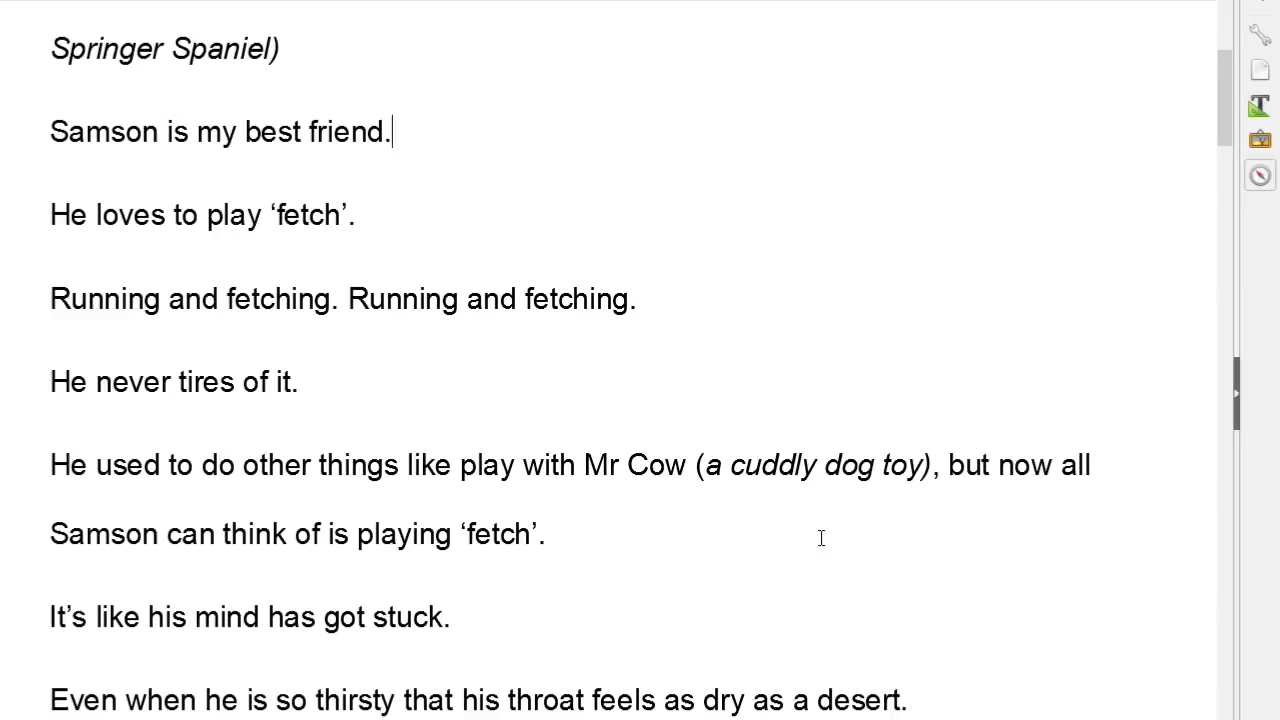 Springer Spaniel)
Samson is my best friend.
He loves to play ‘fetch’.
Running and fetching. Running and fetching.
He never tires of it.
He used to do other things like play with Mr Cow (a cuddly dog toy), but now all
Samson can think of is playing ‘fetch’.
It’s like his mind has got stuck.
Even when he is so thirsty that his throat feels as dry as a desert.